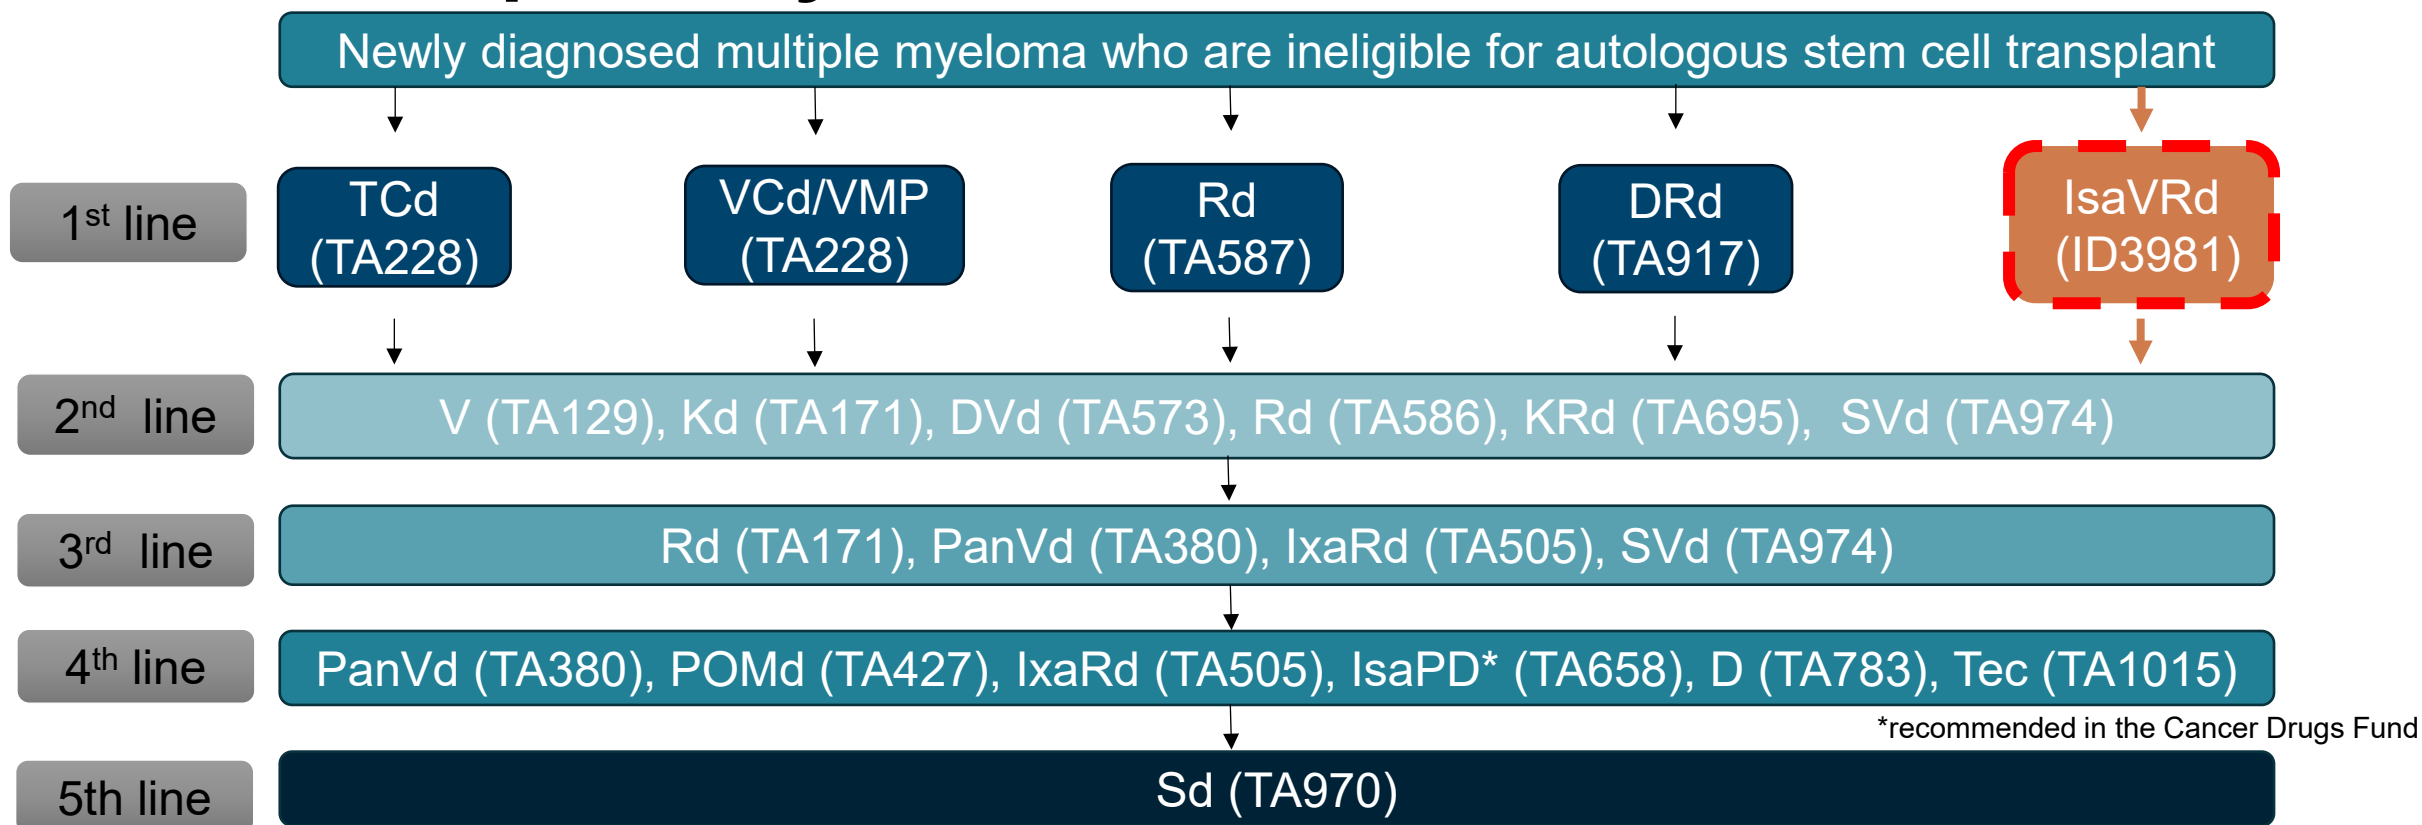 Newly diagnosed multiple myeloma who are ineligible for autologous stem cell transplant
1st line
TCd
(TA228)
VCd/VMP
(TA228)
Rd
(TA587)
DRd
(TA917)
IsaVRd
(ID3981)
2nd line
V (TA129), Kd (TA171), DVd (TA573), Rd (TA586), KRd (TA695), SVd (TA974)
3rd line
Rd (TA171), PanVd (TA380), IxaRd (TA505), SVd (TA974)
4th line
PanVd (TA380), POMd (TA427), IxaRd (TA505), IsaPD* (TA658), D (TA783), Tec (TA1015)
*recommended in the Cancer Drugs Fund
5th line
Sd (TA970)